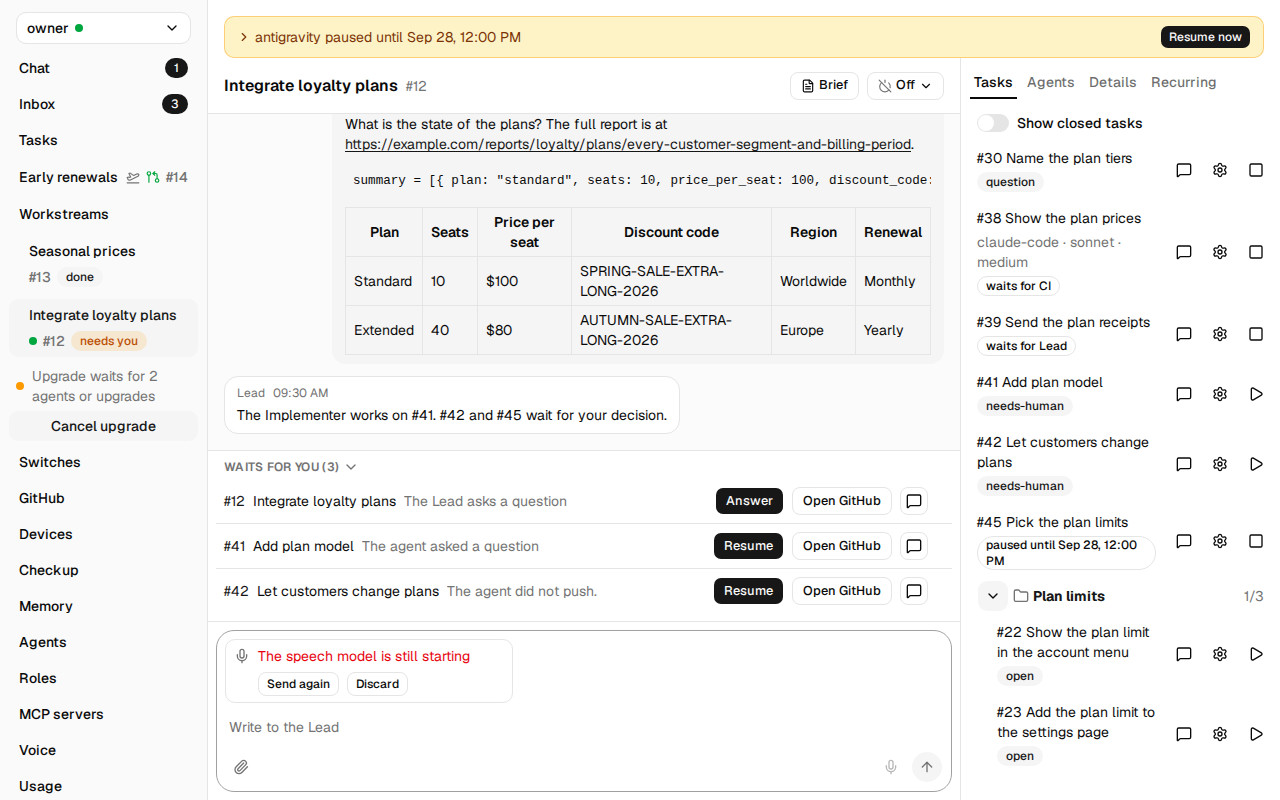 owner
Chat 1
Inbox 3
Tasks
Early renewals #14
Workstreams
Seasonal prices
#13 done
Integrate loyalty plans
#12 needs you
Upgrade waits for 2
agents or upgrades
Cancel upgrade
Switches
GitHub
Devices
Checkup
Memory
Agents
Roles
MCP servers
Voice
Usage
antigravity paused until Sep 28, 12:00 PM
Resume now
Integrate loyalty plans #12
Brief
Off
What is the state of the plans? The full report is at
https://example.com/reports/loyalty/plans/every-customer-segment-and-billing-period.
summary = [{ plan: "standard", seats: 10, price_per_seat: 100, discount_code:
Plan Seats Price per seat Discount code Region Renewal
Standard 10 $100 SPRING-SALE-EXTRA-LONG-2026 Worldwide Monthly
Extended 40 $80 AUTUMN-SALE-EXTRA-LONG-2026 Europe Yearly
Lead 09:30 AM
The Implementer works on #41. #42 and #45 wait for your decision.
WAITS FOR YOU (3)
#12 Integrate loyalty plans The Lead asks a question Answer Open GitHub
#41 Add plan model The agent asked a question Resume Open GitHub
#42 Let customers change plans The agent did not push. Resume Open GitHub
The speech model is still starting
Send again Discard
Write to the Lead
Tasks Agents Details Recurring
Show closed tasks
#30 Name the plan tiers
question
#38 Show the plan prices
claude-code · sonnet ·
medium
waits for CI
#39 Send the plan receipts
waits for Lead
#41 Add plan model
needs-human
#42 Let customers change
plans
needs-human
#45 Pick the plan limits
paused until Sep 28, 12:00
PM
Plan limits 1/3
#22 Show the plan limit
in the account menu
open
#23 Add the plan limit to
the settings page
open